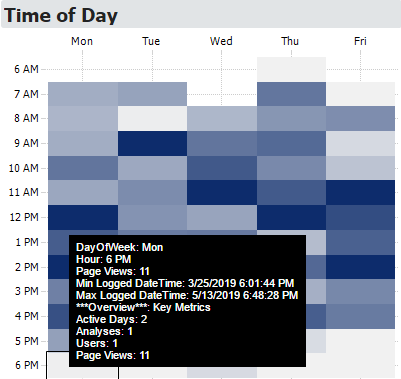 Time of Day
Mon Tue Wed Thu Fri
6 AM
7 AM
8 AM
9 AM
10 AM
11 AM
12 PM
1 PM
2 PM
3 PM
4 PM
5 PM
6 PM
DayOfWeek: Mon
Hour: 6 PM
Page Views: 11
Min Logged DateTime: 3/25/2019 6:01:44 PM
Max Logged DateTime: 5/13/2019 6:48:28 PM
***Overview***: Key Metrics
Active Days: 2
Analyses: 1
Users: 1
Page Views: 11